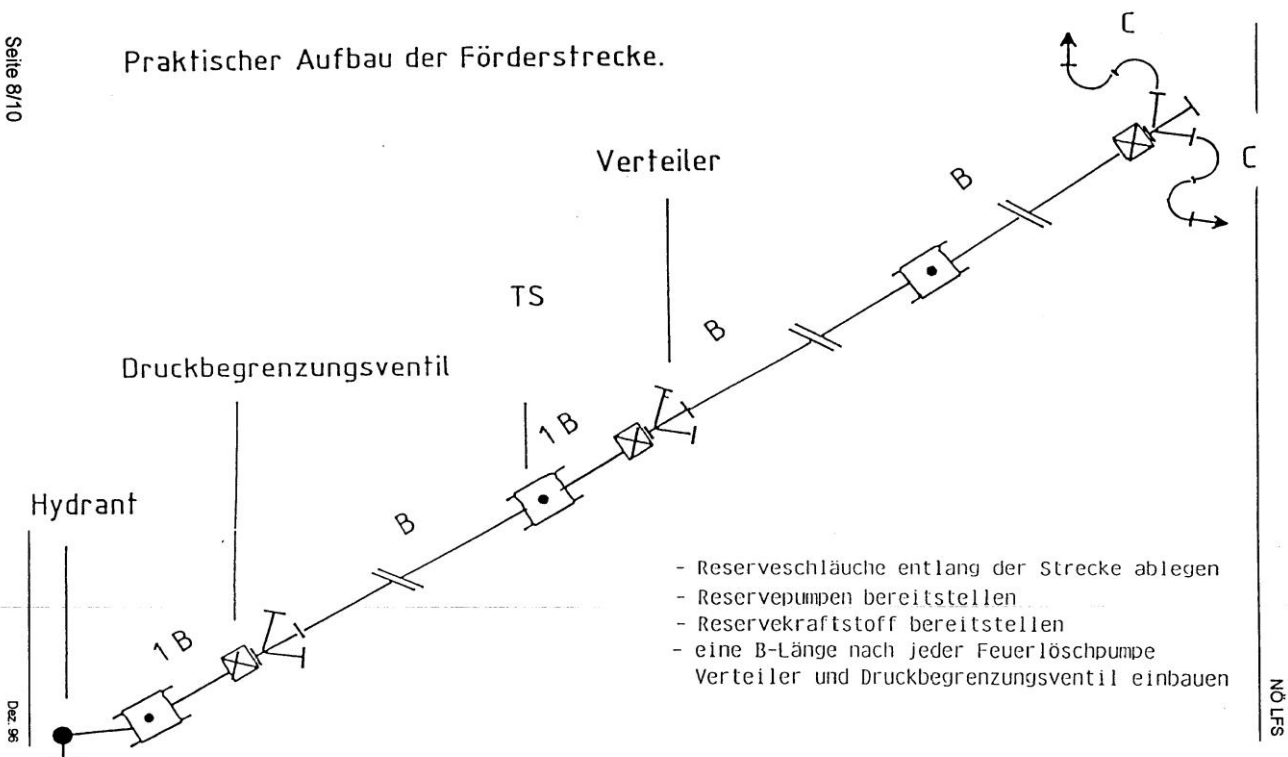 Seite 8/10
Praktischer Aufbau der Förderstrecke.
C
C
Verteiler
B
TS
B
Druckbegrenzungsventil
1 B
Hydrant
B
1 B
- Reserveschläuche entlang der Strecke ablegen
- Reservepumpen bereitstellen
- Reservekraftstoff bereitstellen
- eine B-Länge nach jeder Feuerlöschpumpe
Verteiler und Druckbegrenzungsventil einbauen
Dez. 96
NÖ LFS